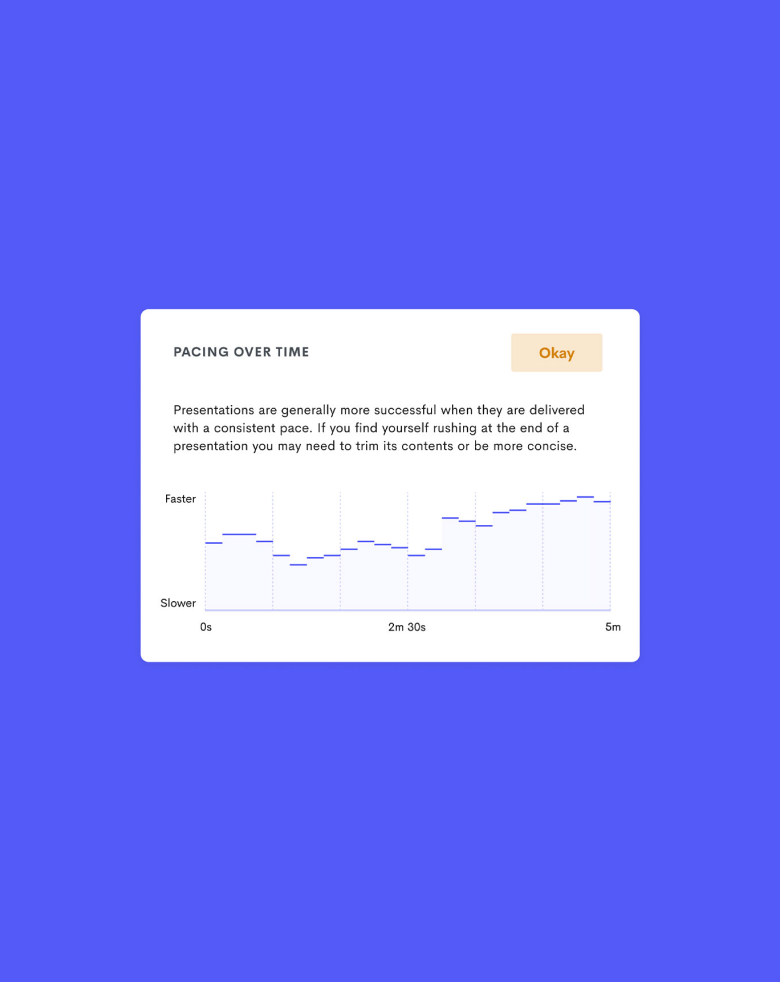 PACING OVER TIME
Okay
Presentations are generally more successful when they are delivered
with a consistent pace. If you find yourself rushing at the end of a
presentation you may need to trim its contents or be more concise.
Faster
Slower
0s
2m 30s
5m